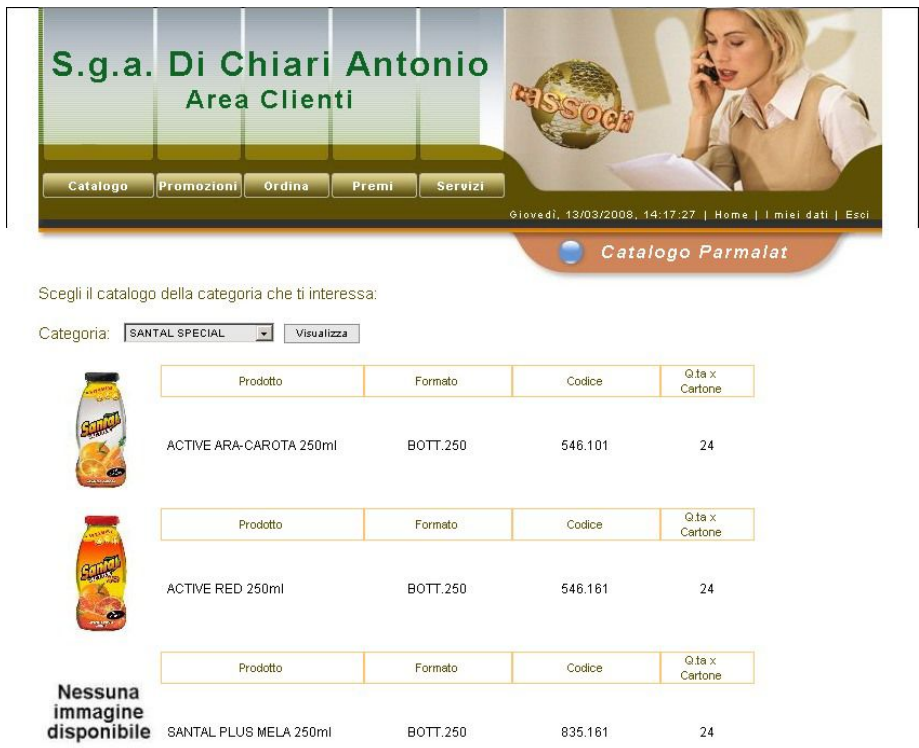 S.g.a. Di Chiari Antonio
Area Clienti
Catalogo Promozioni Ordina Premi Servizi
Giovedì, 13/03/2008, 14:17:27 | Home | I miei dati | Esci
Catalogo Parmalat
Scegli il catalogo della categoria che ti interessa:
Categoria: SANTAL SPECIAL Visualizza
Prodotto Formato Codice Q.ta x Cartone
Santal
ACTIVE ARA-CAROTA 250ml BOTT.250 546.101 24
Prodotto Formato Codice Q.ta x Cartone
Santal
ACTIVE RED 250ml BOTT.250 546.161 24
Prodotto Formato Codice Q.ta x Cartone
Nessuna
immagine
disponibile
SANTAL PLUS MELA 250ml BOTT.250 835.161 24